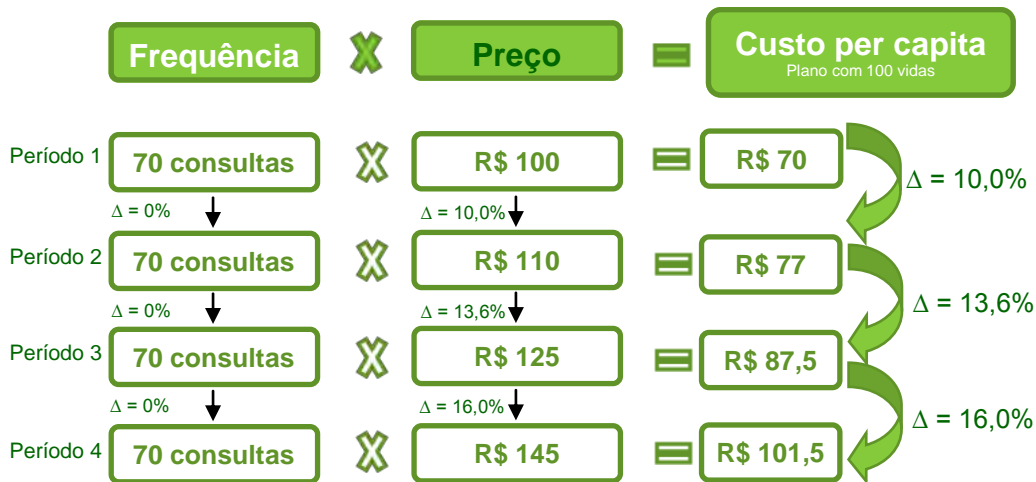 Frequência Preço Custo per capita
Plano com 100 vidas
Período 1 70 consultas R$ 100 = R$ 70
Δ = 10,0%
Δ = 0% Δ = 10,0%
Período 2 70 consultas R$ 110 = R$ 77
Δ = 13,6%
Δ = 0% Δ = 13,6%
Período 3 70 consultas R$ 125 = R$ 87,5
Δ = 0% Δ = 16,0%
Δ = 16,0%
Período 4 70 consultas R$ 145 = R$ 101,5